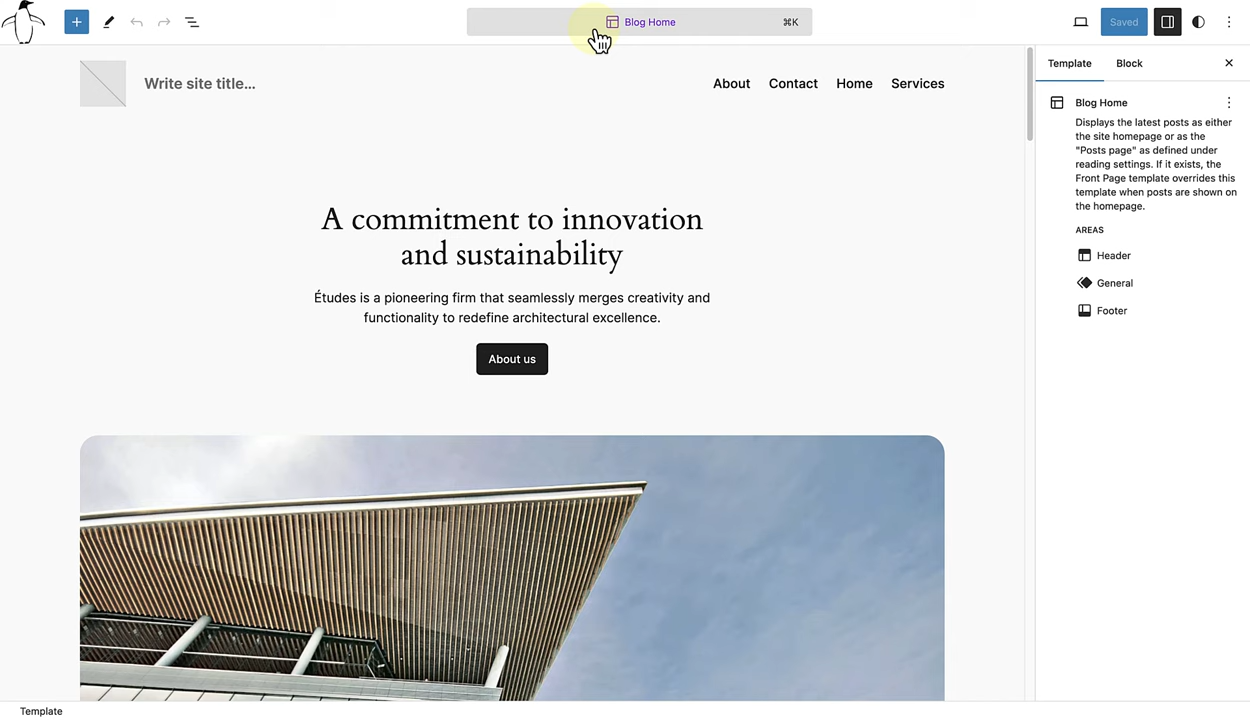 Blog Home ⌘K Saved
Write site title...
About Contact Home Services
A commitment to innovation
and sustainability
Études is a pioneering firm that seamlessly merges creativity and
functionality to redefine architectural excellence.
About us
Template Block
Blog Home
Displays the latest posts as either
the site homepage or as the
"Posts page" as defined under
reading settings. If it exists, the
Front Page template overrides this
template when posts are shown on
the homepage.
AREAS
Header
General
Footer
Template